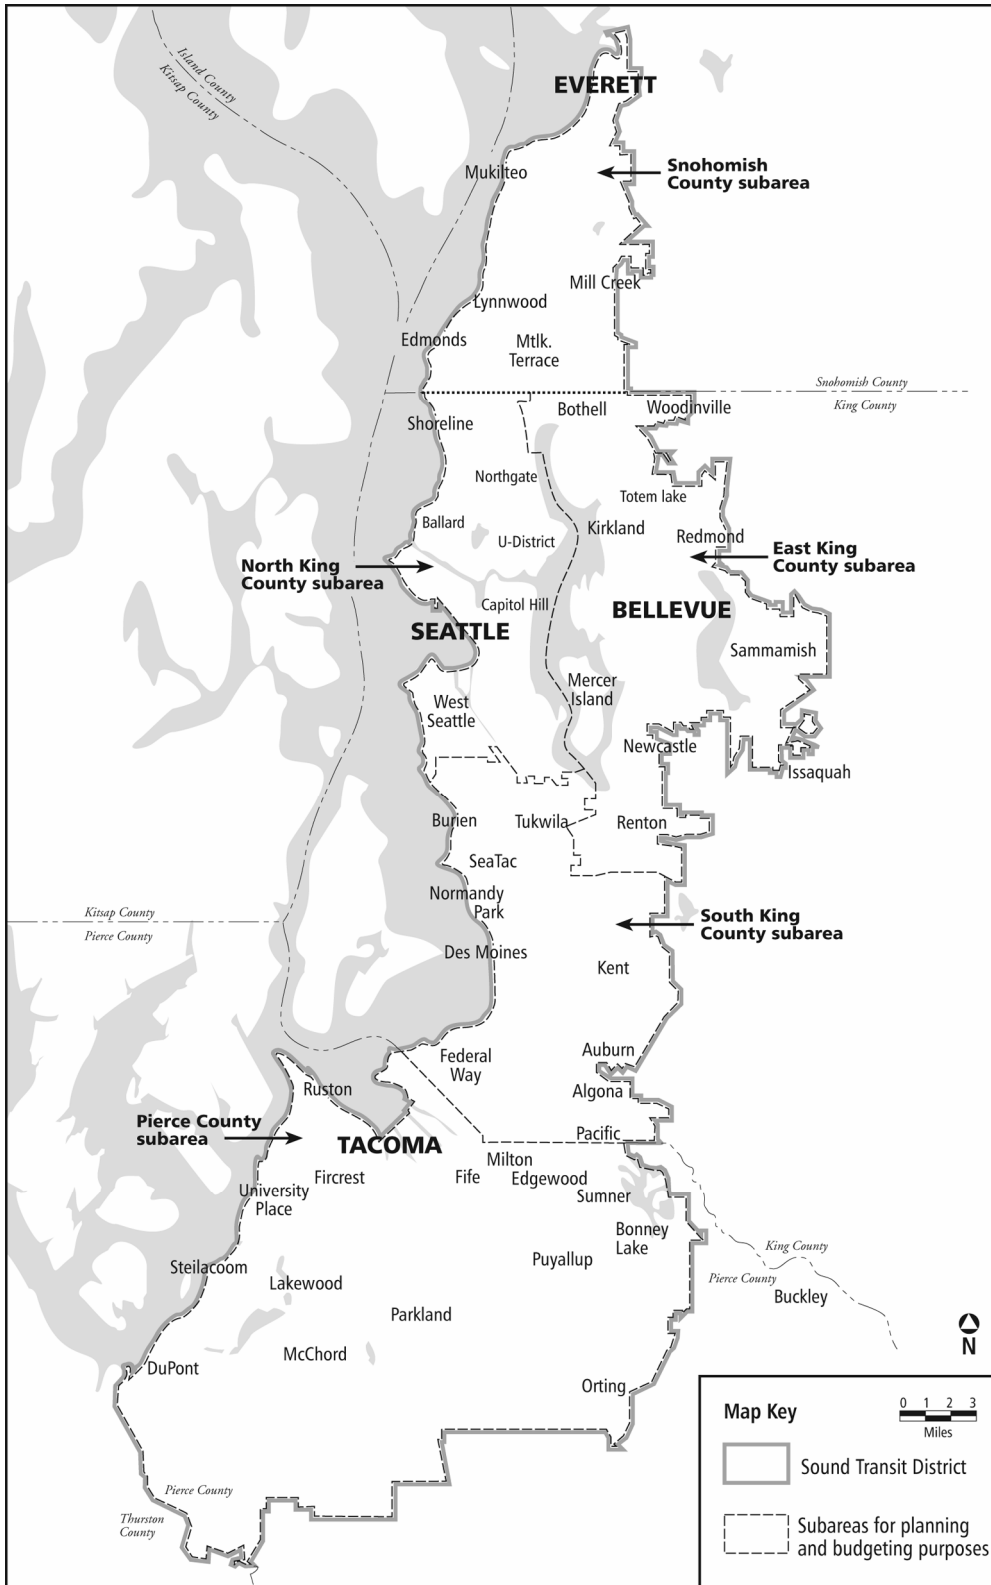 Island County
Kitsap County
EVERETT
Mukilteo
Snohomish
County subarea
Mill Creek
Lynnwood
Edmonds
Mtlk.
Terrace
Snohomish County
King County
Bothell
Woodinville
Shoreline
Northgate
Totem lake
Ballard
Kirkland
U-District
Redmond
North King
County subarea
East King
County subarea
Capitol Hill
BELLEVUE
SEATTLE
Sammamish
Mercer
Island
West
Seattle
Newcastle
Issaquah
Burien
Tukwila
Renton
SeaTac
Normandy
Park
Kitsap County
Pierce County
South King
County subarea
Des Moines
Kent
Auburn
Federal
Way
Ruston
Algona
Pierce County
subarea
Pacific
TACOMA
Milton
Fircrest
Fife
Edgewood
University
Place
Sumner
Bonney
Lake
King County
Pierce County
Puyallup
Steilacoom
Lakewood
Buckley
Parkland
N
McChord
DuPont
Orting
Map Key
0 1 2 3
Miles
Sound Transit District
Pierce County
Thurston
County
Subareas for planning
and budgeting purposes